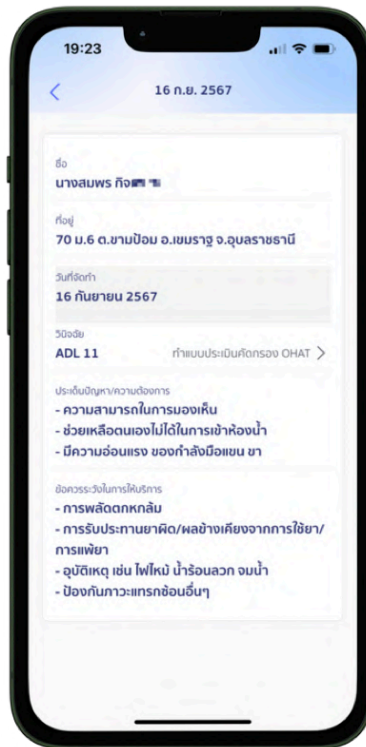 19:23
16 ก.ย. 2567
ชื่อ
นางสมพร กิจ
ที่อยู่
70 ม.6 ต.ขามป้อม อ.เขมราฐ จ.อุบลราชธานี
วันที่จัดทำ
16 กันยายน 2567
วินิจฉัย
ADL 11 ทำแบบประเมินคัดกรอง OHAT
ประเด็นปัญหา/ความต้องการ
- ความสามารถในการมองเห็น
- ช่วยเหลือตนเองไม่ได้ในการเข้าห้องน้ำ
- มีความอ่อนแรง ของกำลังมือแขน ขา
ข้อควรระวังในการให้บริการ
- การพลัดตกหกล้ม
- การรับประทานยาผิด/ผลข้างเคียงจากการใช้ยา/
การแพ้ยา
- อุบัติเหตุ เช่น ไฟไหม้ น้ำร้อนลวก จมน้ำ
- ป้องกันภาวะแทรกซ้อนอื่นๆ